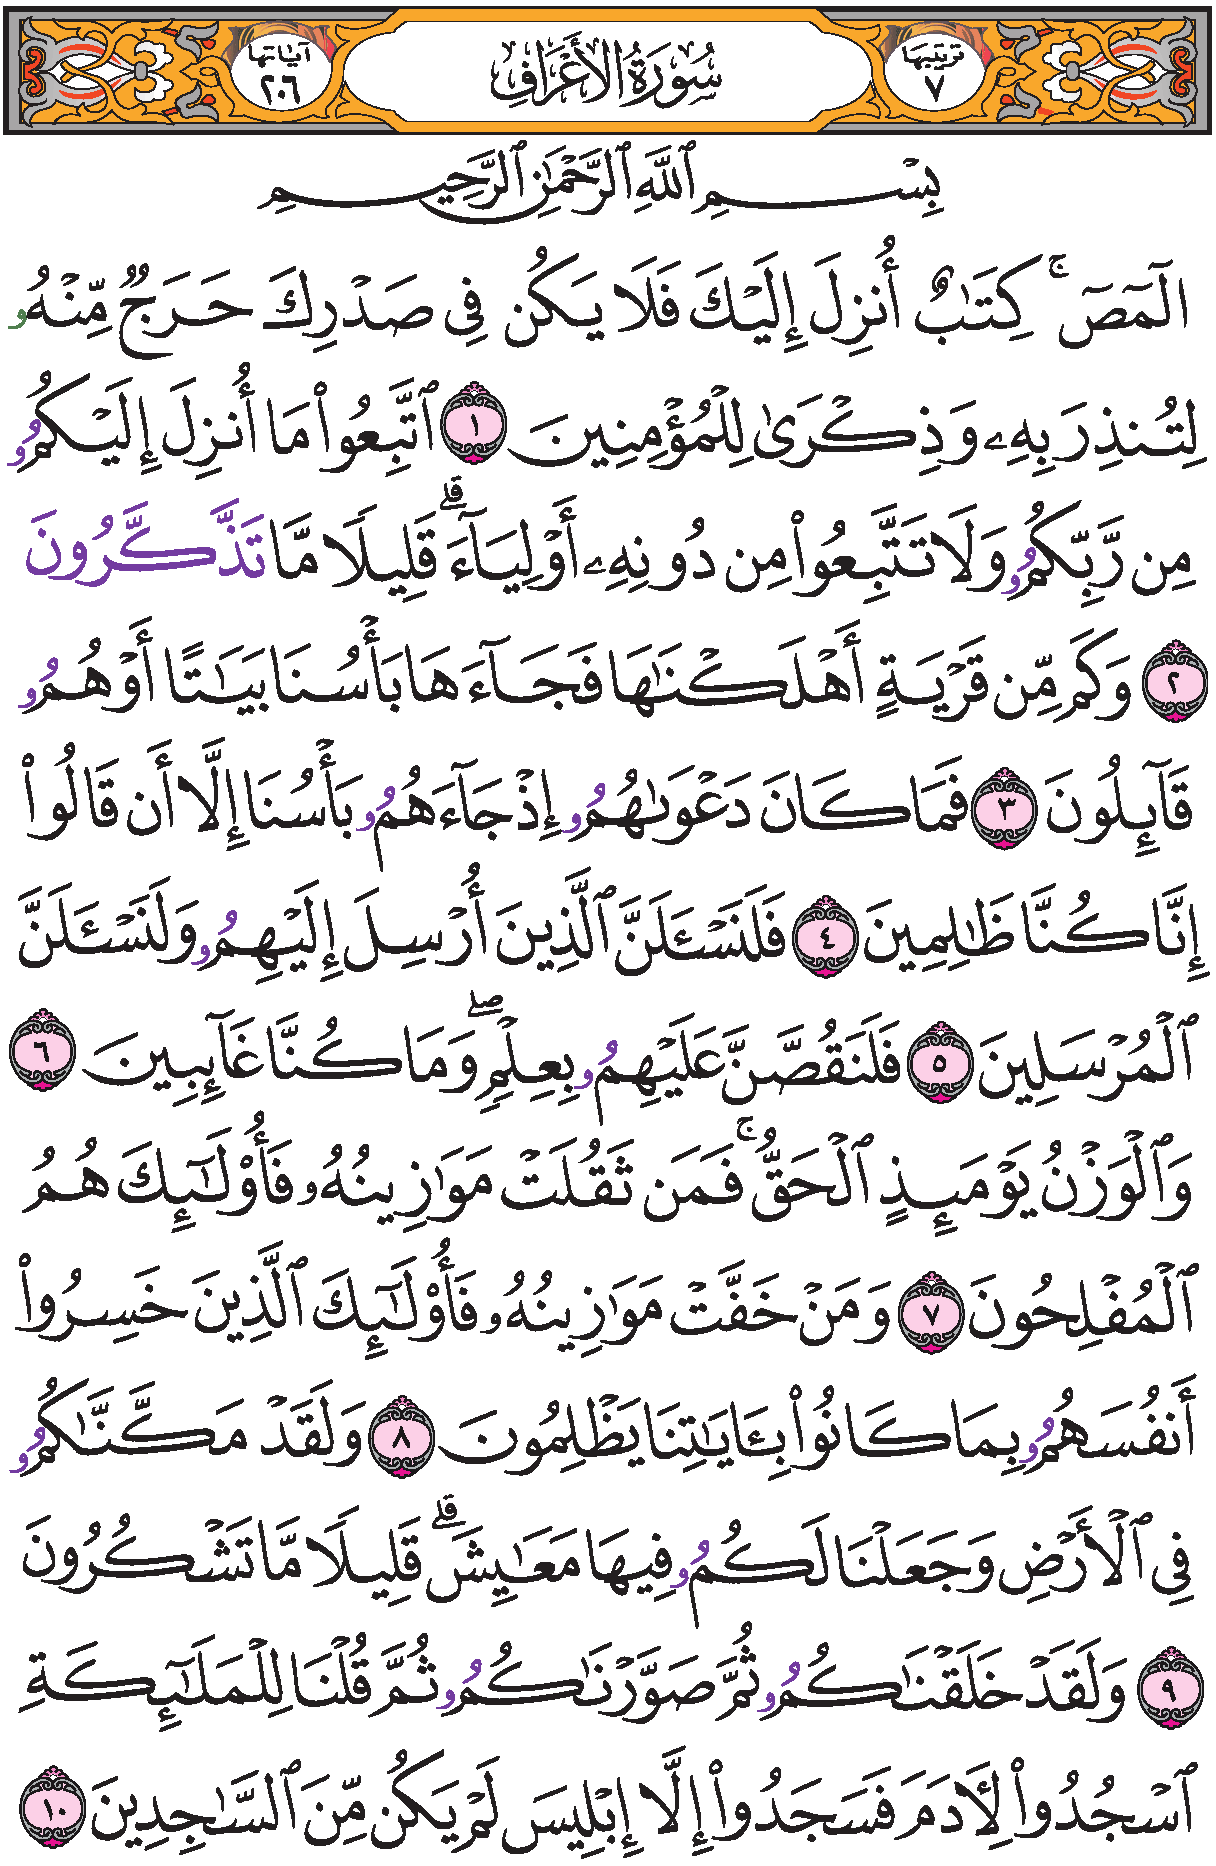 ترتيبها ٧ سُورَةُ الأَعْرَافِ آياتها ٢٠٦
بِسْمِ ٱللَّهِ ٱلرَّحْمَٰنِ ٱلرَّحِيمِ
الٓمٓصٓ ۚ كِتَٰبٌ أُنزِلَ إِلَيْكَ فَلَا يَكُن فِى صَدْرِكَ حَرَجٌ مِّنْهُو
لِتُنذِرَ بِهِۦ وَذِكْرَىٰ لِلْمُؤْمِنِينَ ١ ٱتَّبِعُوا۟ مَا أُنزِلَ إِلَيْكُمُو
مِن رَّبِّكُمُو وَلَا تَتَّبِعُوا۟ مِن دُونِهِۦ أَوْلِيَآءَ ۗ قَلِيلًا مَّا تَذَّكَّرُونَ
٢ وَكَم مِّن قَرْيَةٍ أَهْلَكْنَٰهَا فَجَآءَهَا بَأْسُنَا بَيَٰتًا أَوْ هُمُو
قَآئِلُونَ ٣ فَمَا كَانَ دَعْوَىٰهُمُو إِذْ جَآءَهُمُو بَأْسُنَا إِلَّا أَن قَالُوا۟
إِنَّا كُنَّا ظَٰلِمِينَ ٤ فَلَنَسْـَٔلَنَّ ٱلَّذِينَ أُرْسِلَ إِلَيْهِمُو وَلَنَسْـَٔلَنَّ
ٱلْمُرْسَلِينَ ٥ فَلَنَقُصَّنَّ عَلَيْهِمُو بِعِلْمٍ ۖ وَمَا كُنَّا غَآئِبِينَ ٦
وَٱلْوَزْنُ يَوْمَئِذٍ ٱلْحَقُّ ۚ فَمَن ثَقُلَتْ مَوَٰزِينُهُۥ فَأُو۟لَٰٓئِكَ هُمُ
ٱلْمُفْلِحُونَ ٧ وَمَنْ خَفَّتْ مَوَٰزِينُهُۥ فَأُو۟لَٰٓئِكَ ٱلَّذِينَ خَسِرُوا۟
أَنفُسَهُمُو بِمَا كَانُوا۟ بِـَٔايَٰتِنَا يَظْلِمُونَ ٨ وَلَقَدْ مَكَّنَّٰكُمُو
فِى ٱلْأَرْضِ وَجَعَلْنَا لَكُمُو فِيهَا مَعَٰيِشَ ۗ قَلِيلًا مَّا تَشْكُرُونَ
٩ وَلَقَدْ خَلَقْنَٰكُمُو ثُمَّ صَوَّرْنَٰكُمُو ثُمَّ قُلْنَا لِلْمَلَٰٓئِكَةِ
ٱسْجُدُوا۟ لِـَٔادَمَ فَسَجَدُوا۟ إِلَّا إِبْلِيسَ لَمْ يَكُن مِّنَ ٱلسَّٰجِدِينَ ١٠